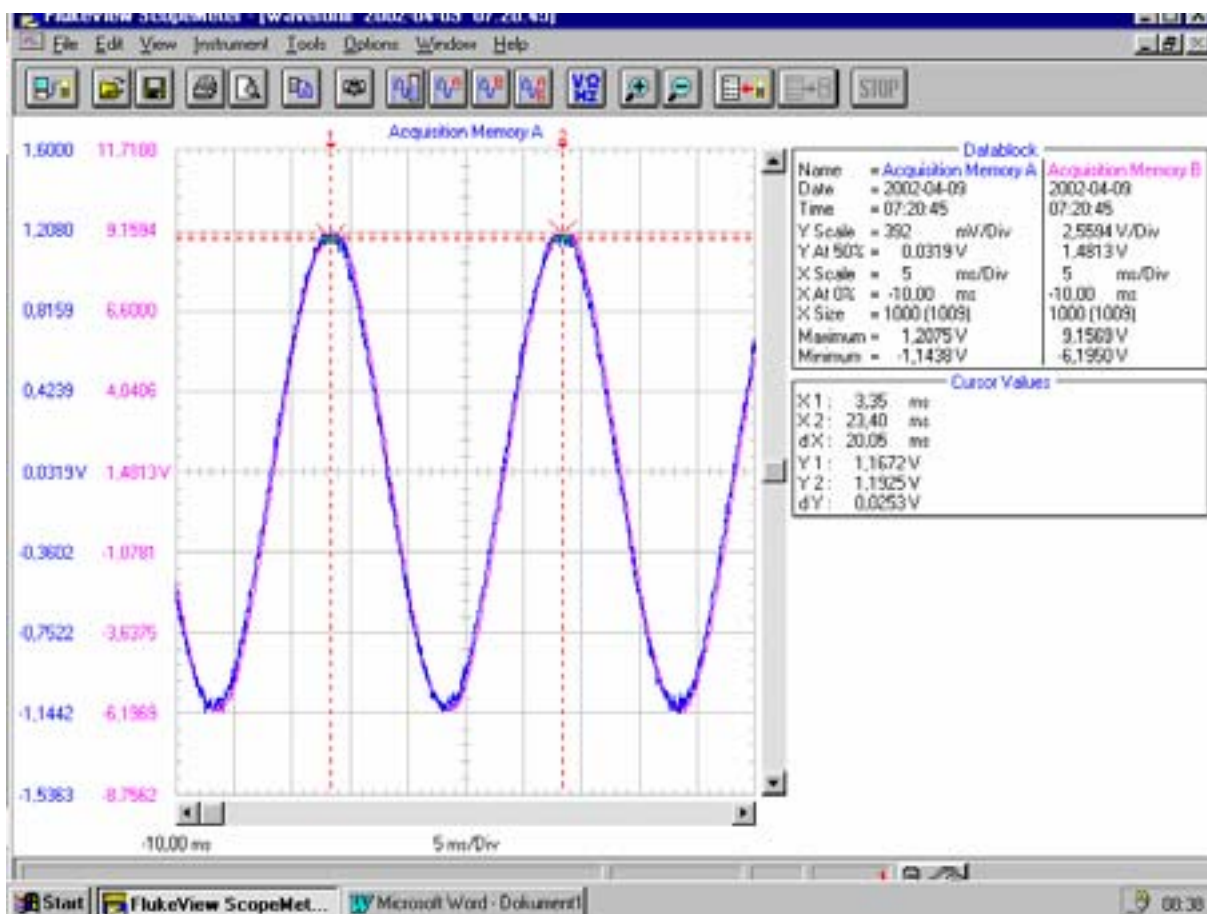 FlukeView ScopeMeter - [Waveform 2002-04-09 07:20:45]
File Edit View Instrument Tools Options Window Help
STOP
Acquisition Memory A
1 2
1,6000 11,7188
1,2080 9,1594
0,8159 6,6000
0,4239 4,0406
0,0319V 1,4813V
-0,3602 -1,0781
-0,7522 -3,6375
-1,1442 -6,1969
-1,5363 -8,7562
-10,00 ms 5 ms/Div
Datablock
Name = Acquisition Memory A Acquisition Memory B
Date = 2002-04-09 2002-04-09
Time = 07:20:45 07:20:45
Y Scale = 392 mV/Div 2,5594 V/Div
Y At 50% = 0,0319 V 1,4813 V
X Scale = 5 ms/Div 5 ms/Div
X At 0% = -10,00 ms -10,00 ms
X Size = 1000 (1009) 1000 (1009)
Maximum = 1,2075 V 9,1569 V
Minimum = -1,1438 V -6,1950 V
Cursor Values
X 1 : 3,35 ms
X 2 : 23,40 ms
dX : 20,05 ms
Y 1 : 1,1672 V
Y 2 : 1,1925 V
dY : 0,0253 V
Start FlukeView ScopeMet... Microsoft Word - Dokument1 08:38